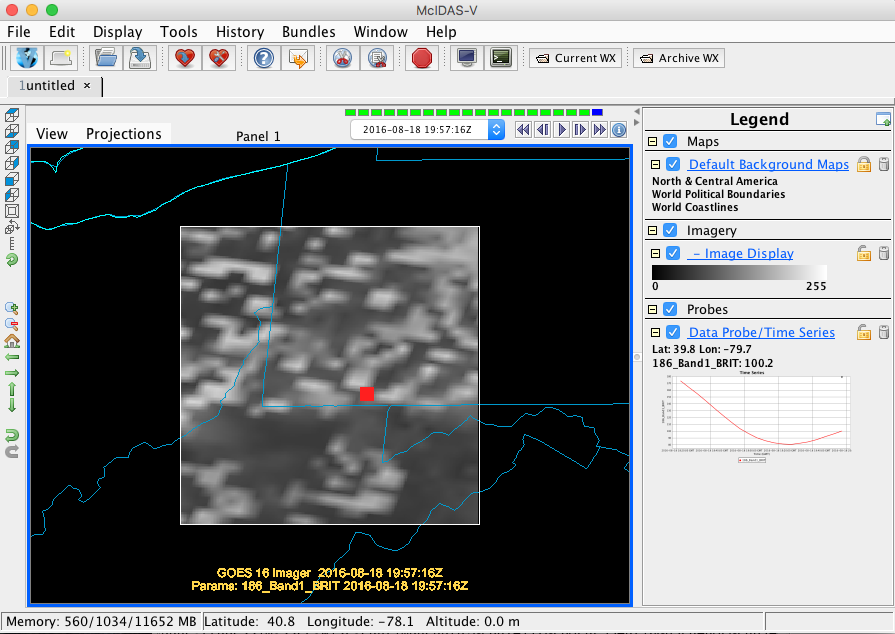 McIDAS-V
File Edit Display Tools History Bundles Window Help
Current WX Archive WX
1untitled ×
View Projections Panel 1
2016-08-18 19:57:16Z
GOES 16 Imager 2016-08-18 19:57:16Z
Params: 186_Band1_BRIT 2016-08-18 19:57:16Z
Legend
Maps
Default Background Maps
North & Central America
World Political Boundaries
World Coastlines
Imagery
- Image Display
0 255
Probes
Data Probe/Time Series
Lat: 39.8 Lon: -79.7
186_Band1_BRIT: 100.2
Time Series
Memory: 560/1034/11652 MB Latitude: 40.8 Longitude: -78.1 Altitude: 0.0 m